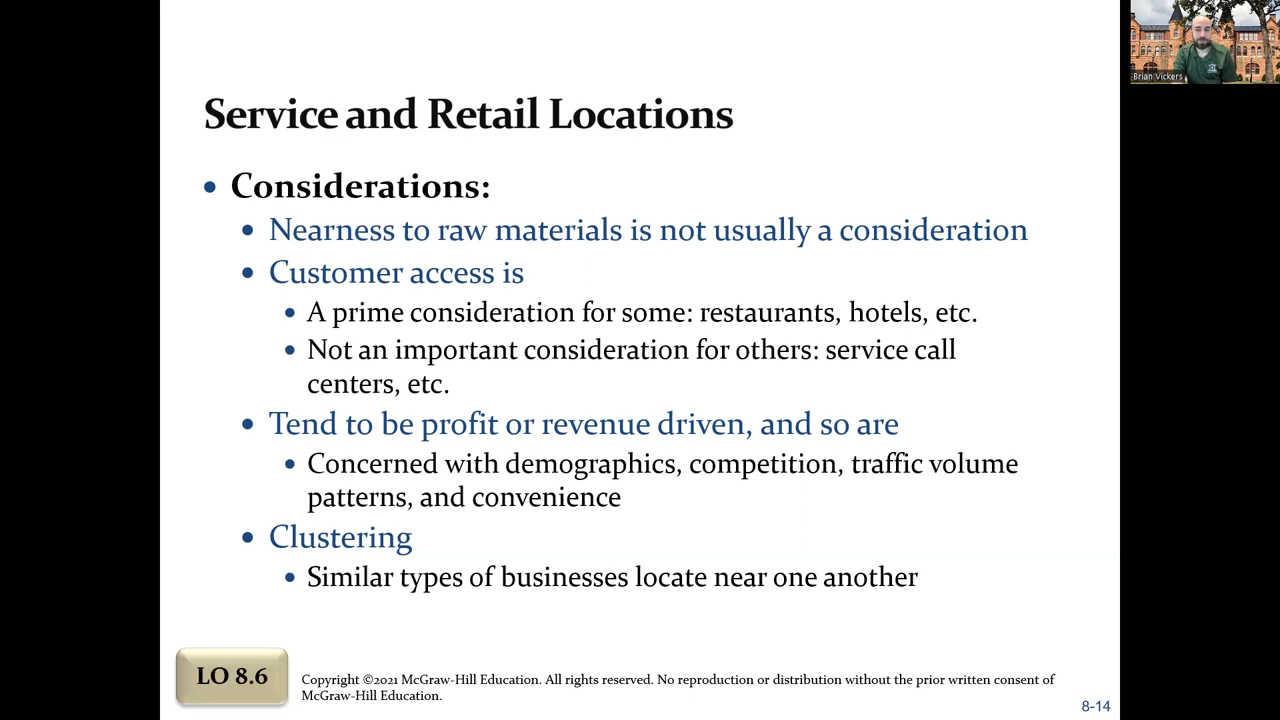 Service and Retail Locations
• Considerations:
• Nearness to raw materials is not usually a consideration
• Customer access is
• A prime consideration for some: restaurants, hotels, etc.
• Not an important consideration for others: service call
centers, etc.
• Tend to be profit or revenue driven, and so are
• Concerned with demographics, competition, traffic volume
patterns, and convenience
• Clustering
• Similar types of businesses locate near one another
LO 8.6
Copyright ©2021 McGraw-Hill Education. All rights reserved. No reproduction or distribution without the prior written consent of
McGraw-Hill Education.
8-14
Brian Vickers